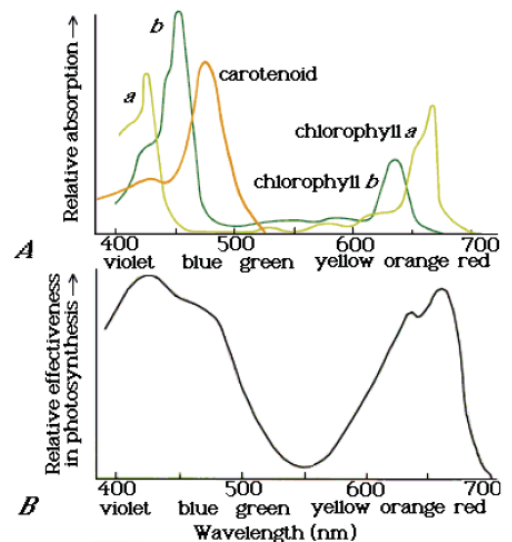 Relative absorption →
b
a
carotenoid
chlorophyll a
chlorophyll b
A
400 500 600 700
violet blue green yellow orange red
Relative effectiveness
in photosynthesis →
400 500 600 700
B
violet blue green yellow orange red
Wavelength (nm)